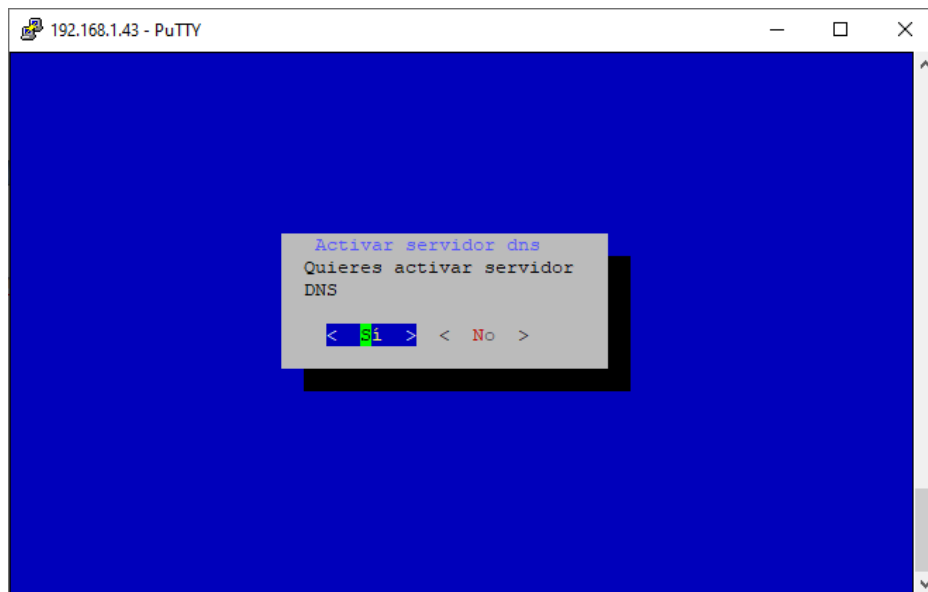 192.168.1.43 - PuTTY
Activar servidor dns
Quieres activar servidor
DNS
< Sí > < No >